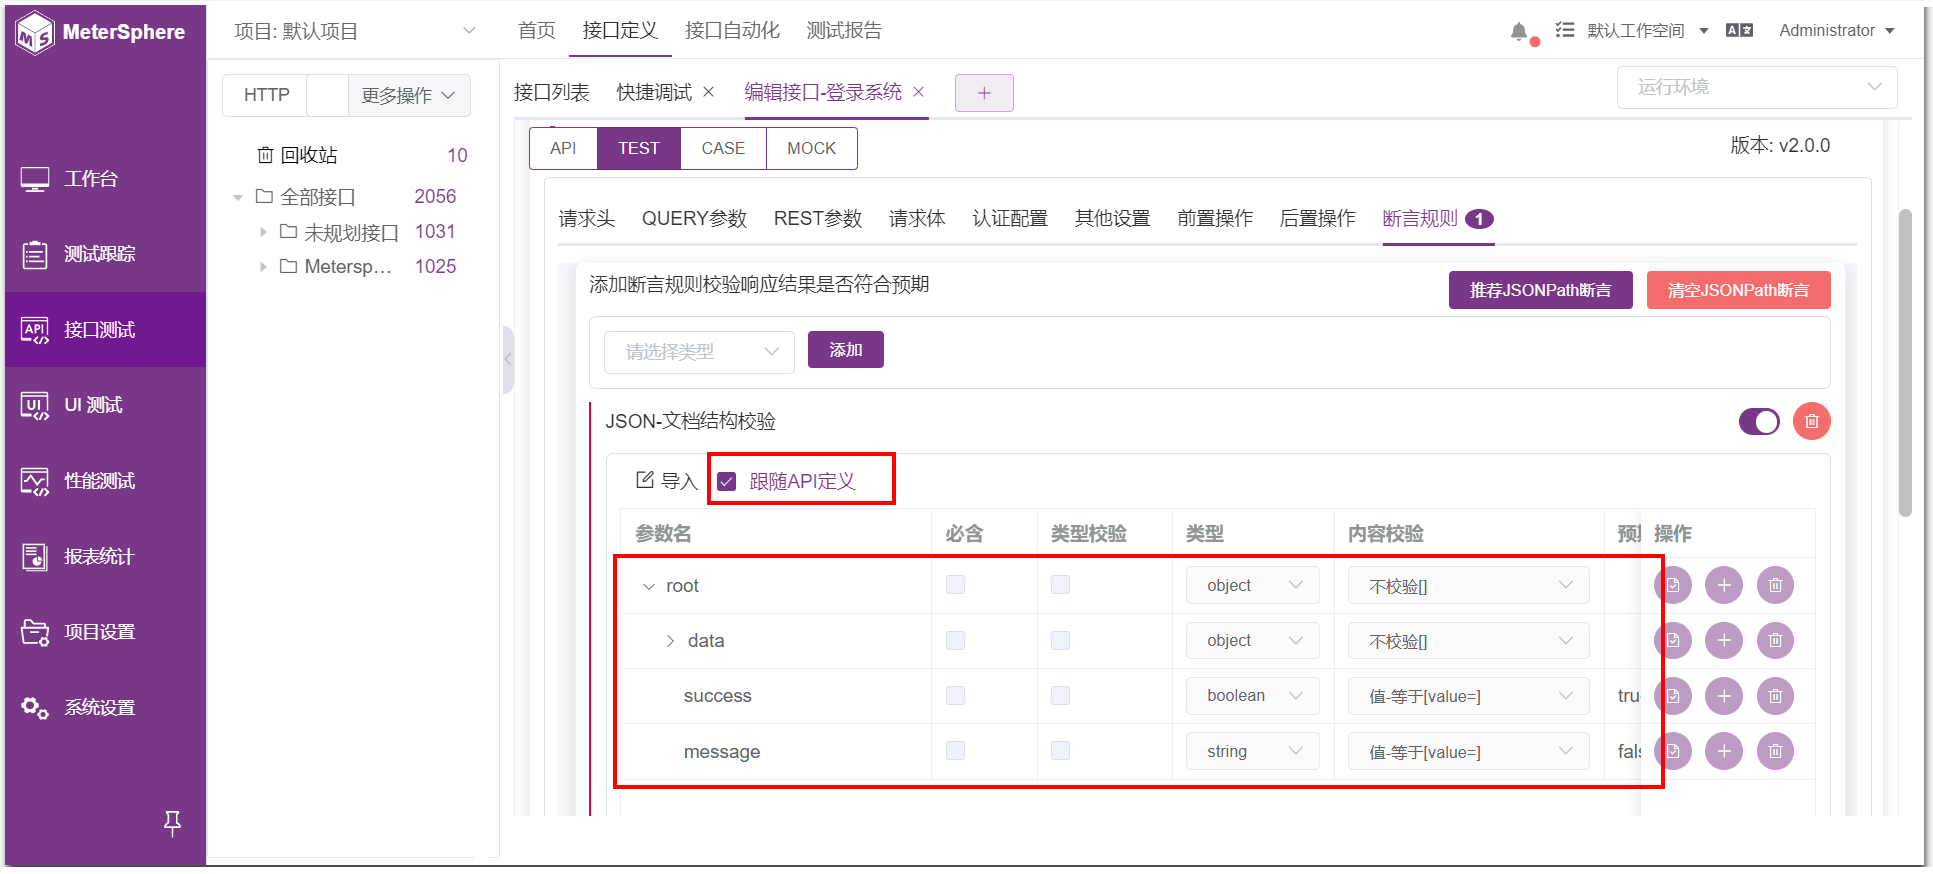 MeterSphere
项目: 默认项目
首页 接口定义 接口自动化 测试报告
默认工作空间
Administrator
HTTP 更多操作
接口列表 快捷调试 编辑接口-登录系统
运行环境
API TEST CASE MOCK
版本: v2.0.0
回收站 10
全部接口 2056
未规划接口 1031
Metersp... 1025
工作台
测试跟踪
接口测试
UI 测试
性能测试
报表统计
项目设置
系统设置
请求头 QUERY参数 REST参数 请求体 认证配置 其他设置 前置操作 后置操作 断言规则 1
添加断言规则校验响应结果是否符合预期
推荐JSONPath断言 清空JSONPath断言
请选择类型 添加
JSON-文档结构校验
导入 跟随API定义
参数名 必含 类型校验 类型 内容校验 操作
root object 不校验[]
data object 不校验[]
success boolean 值-等于[value=] tru
message string 值-等于[value=]